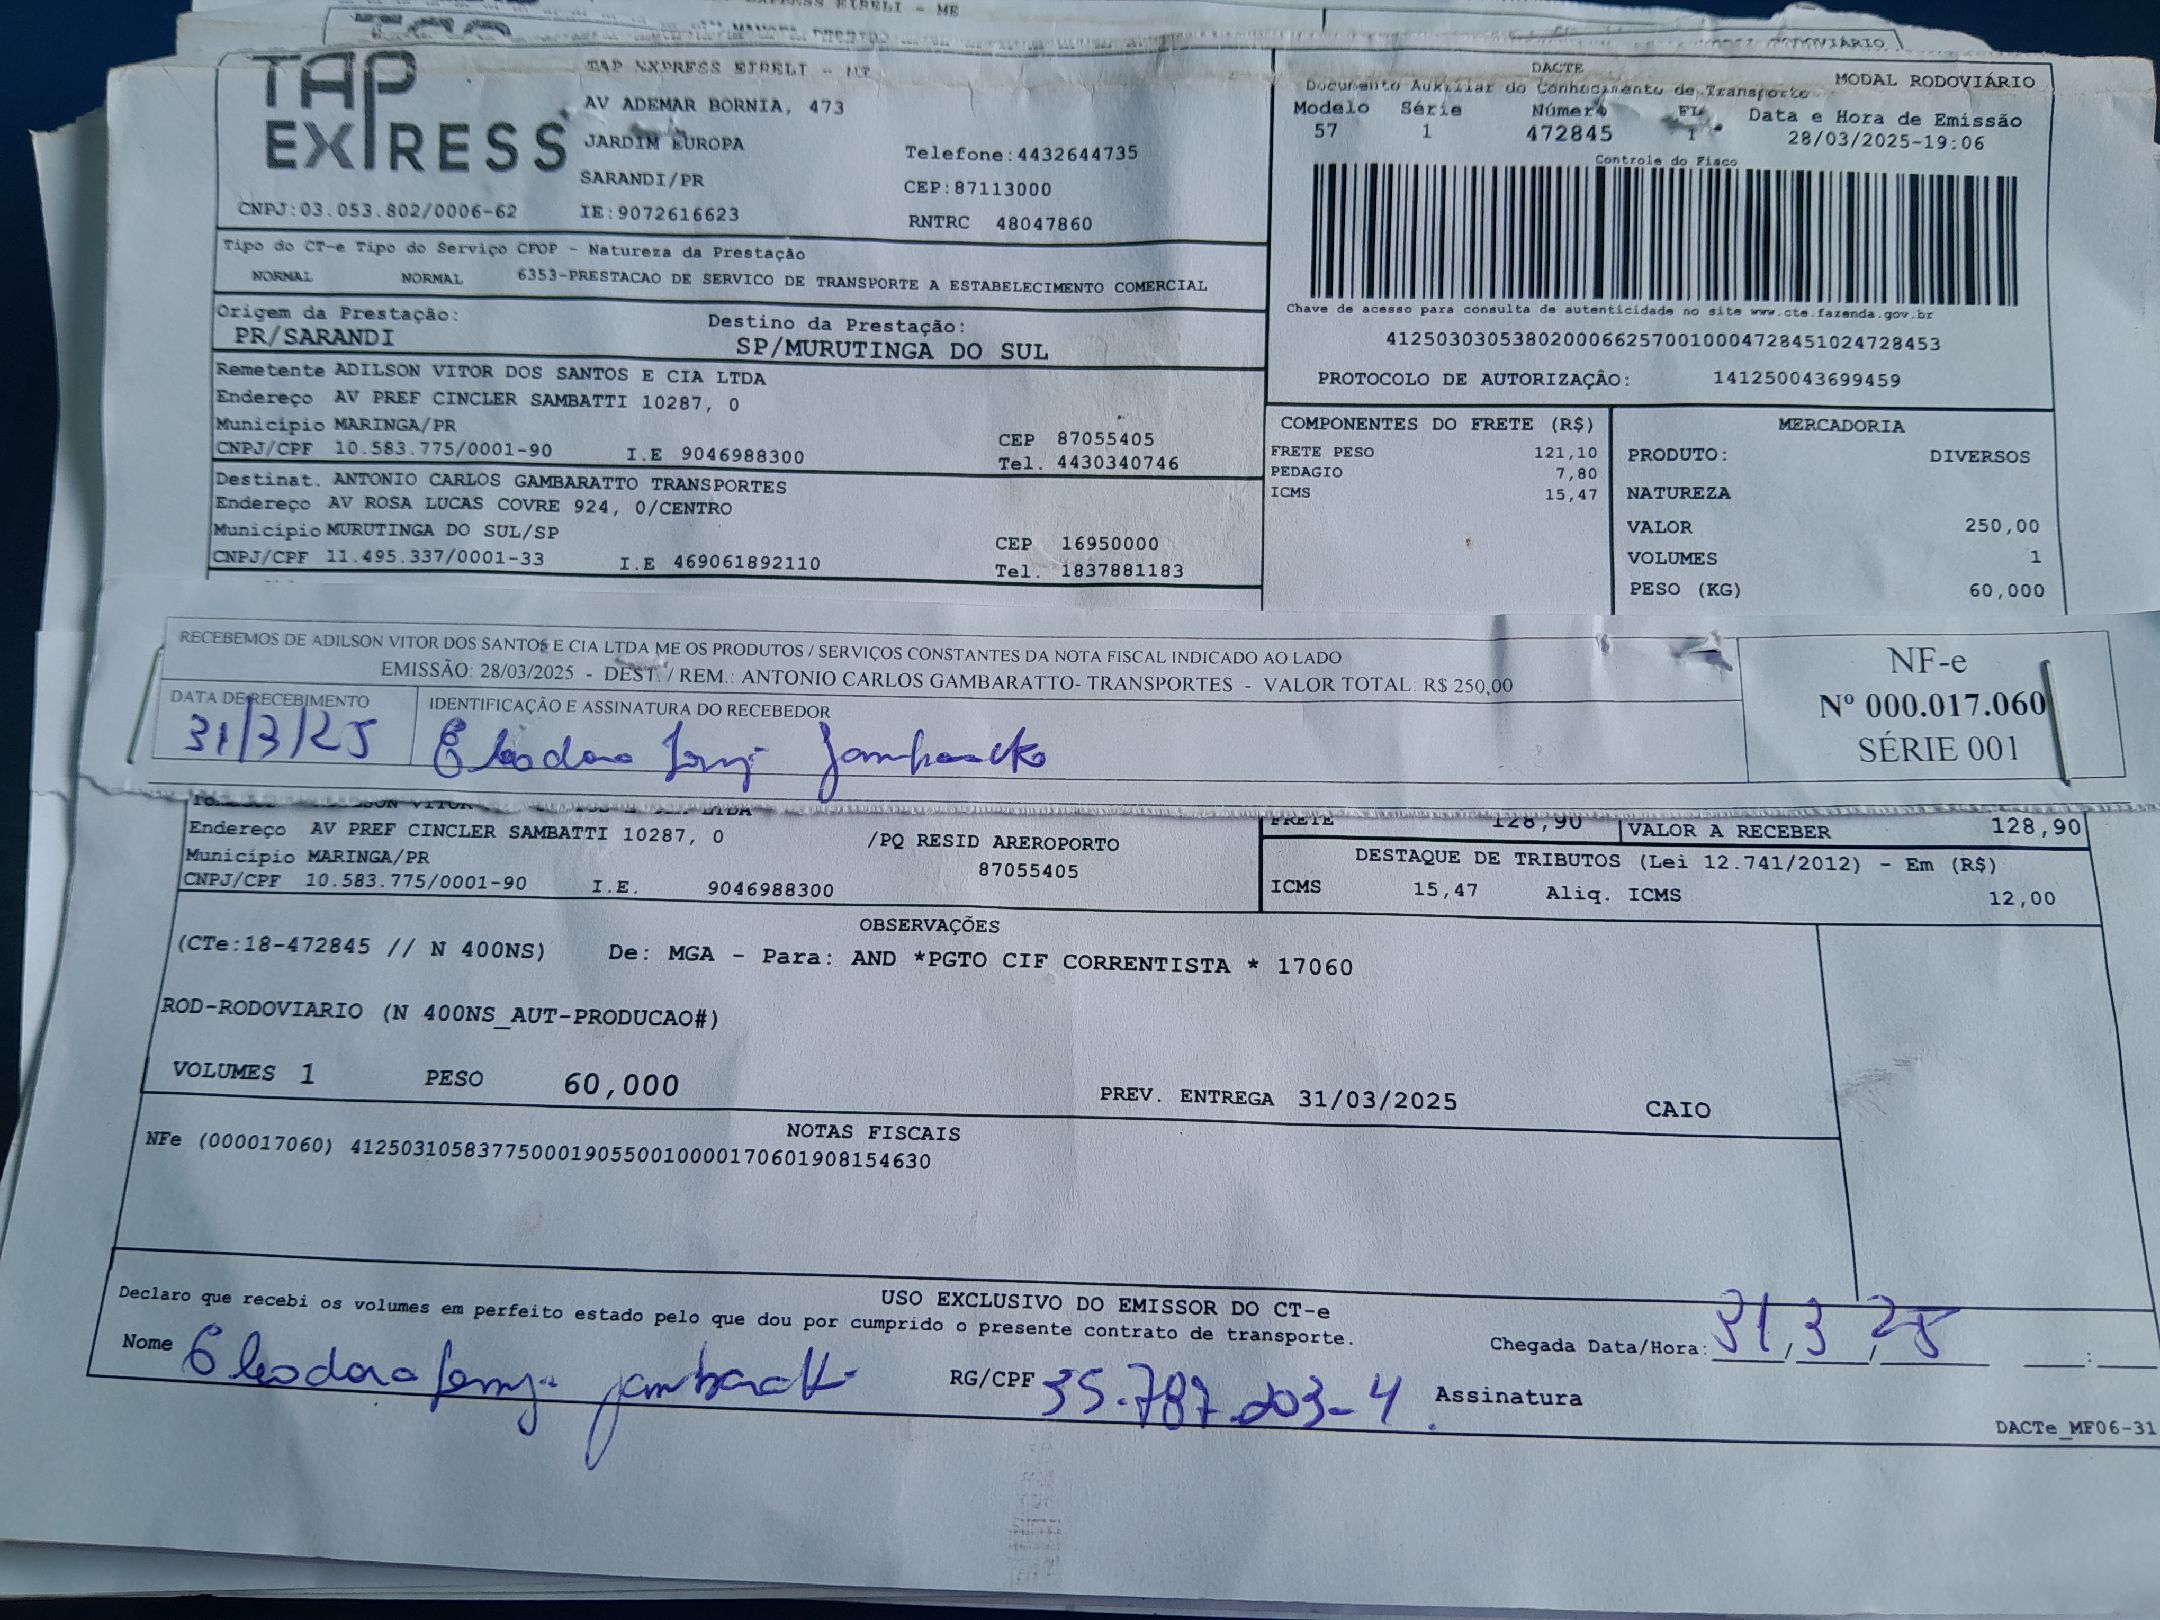 TAP EXPRESS
TAP EXPRESS EIRELI - ME
AV ADEMAR BORNIA, 473
JARDIM EUROPA
SARANDI/PR
Telefone:4432644735
CEP:87113000
CNPJ:03.053.802/0006-62 IE:9072616623 RNTRC 48047860
DACTE MODAL RODOVIÁRIO
Documento Auxiliar do Conhecimento de Transporte
Modelo Série Número FL Data e Hora de Emissão
57 1 472845 1 28/03/2025-19:06
Controle do Fisco
Chave de acesso para consulta de autenticidade no site www.cte.fazenda.gov.br
41250303053802000662570010004728451024728453
PROTOCOLO DE AUTORIZAÇÃO: 141250043699459
Tipo do CT-e Tipo do Serviço CFOP - Natureza da Prestação
NORMAL NORMAL 6353-PRESTACAO DE SERVICO DE TRANSPORTE A ESTABELECIMENTO COMERCIAL
Origem da Prestação: Destino da Prestação:
PR/SARANDI SP/MURUTINGA DO SUL
Remetente ADILSON VITOR DOS SANTOS E CIA LTDA
Endereço AV PREF CINCLER SAMBATTI 10287, 0
Município MARINGA/PR CEP 87055405
CNPJ/CPF 10.583.775/0001-90 I.E 9046988300 Tel. 4430340746
Destinat. ANTONIO CARLOS GAMBARATTO TRANSPORTES
Endereço AV ROSA LUCAS COVRE 924, 0/CENTRO
Município MURUTINGA DO SUL/SP CEP 16950000
CNPJ/CPF 11.495.337/0001-33 I.E 469061892110 Tel. 1837881183
COMPONENTES DO FRETE (R$)
FRETE PESO 121,10
PEDAGIO 7,80
ICMS 15,47
MERCADORIA
PRODUTO: DIVERSOS
NATUREZA
VALOR 250,00
VOLUMES 1
PESO (KG) 60,000
RECEBEMOS DE ADILSON VITOR DOS SANTOS E CIA LTDA ME OS PRODUTOS / SERVIÇOS CONSTANTES DA NOTA FISCAL INDICADO AO LADO
EMISSÃO: 28/03/2025 - DEST. / REM.: ANTONIO CARLOS GAMBARATTO- TRANSPORTES - VALOR TOTAL: R$ 250,00
DATA DE RECEBIMENTO IDENTIFICAÇÃO E ASSINATURA DO RECEBEDOR
31/3/25
NF-e
Nº 000.017.060
SÉRIE 001
Endereço AV PREF CINCLER SAMBATTI 10287, 0 /PQ RESID AREROPORTO
Município MARINGA/PR 87055405
CNPJ/CPF 10.583.775/0001-90 I.E. 9046988300
FRETE 128,90 VALOR A RECEBER 128,90
DESTAQUE DE TRIBUTOS (Lei 12.741/2012) - Em (R$)
ICMS 15,47 Aliq. ICMS 12,00
OBSERVAÇÕES
(CTe:18-472845 // N 400NS) De: MGA - Para: AND *PGTO CIF CORRENTISTA * 17060
ROD-RODOVIARIO (N 400NS_AUT-PRODUCAO#)
VOLUMES 1 PESO 60,000 PREV. ENTREGA 31/03/2025 CAIO
NOTAS FISCAIS
NFe (000017060) 41250310583775000190550010000170601908154630
USO EXCLUSIVO DO EMISSOR DO CT-e
Declaro que recebi os volumes em perfeito estado pelo que dou por cumprido o presente contrato de transporte.
Chegada Data/Hora: 31, 3, 25 :
Nome RG/CPF 35.787.203-4 Assinatura
DACTe_MF06-31